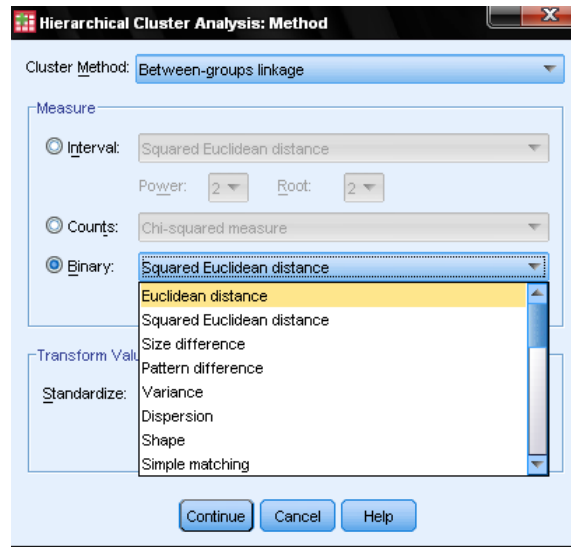 Hierarchical Cluster Analysis: Method
Cluster Method: Between-groups linkage
Measure
Interval: Squared Euclidean distance
Power: 2 Root: 2
Counts: Chi-squared measure
Binary: Squared Euclidean distance
Euclidean distance
Squared Euclidean distance
Size difference
Pattern difference
Transform Valu
Variance
Standardize:
Dispersion
Shape
Simple matching
Continue Cancel Help